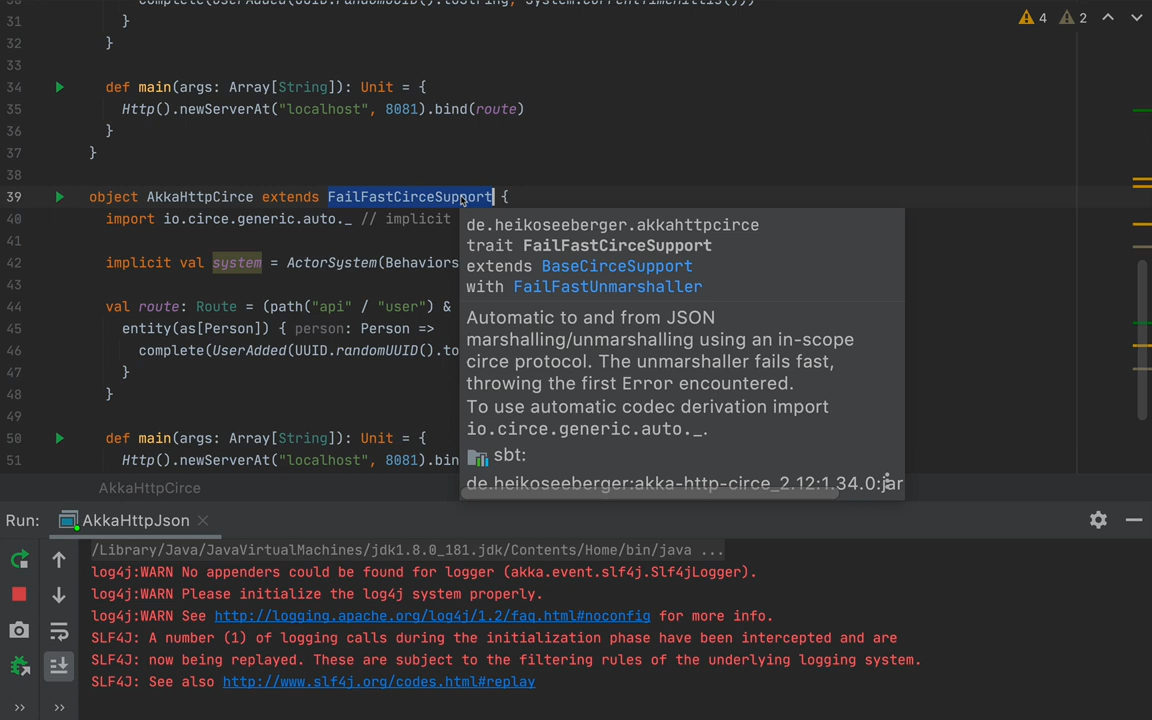 31 }
32 }
33
34 def main(args: Array[String]): Unit = {
35 Http().newServerAt("localhost", 8081).bind(route)
36 }
37 }
38
39 object AkkaHttpCirce extends FailFastCirceSupport {
40 import io.circe.generic.auto._ // implicit
41
42 implicit val system = ActorSystem(Behaviors
43
44 val route: Route = (path("api" / "user") &
45 entity(as[Person]) { person: Person =>
46 complete(UserAdded(UUID.randomUUID().to
47 }
48 }
49
50 def main(args: Array[String]): Unit = {
51 Http().newServerAt("localhost", 8081).bin
4 2
de.heikoseeberger.akkahttpcirce
trait FailFastCirceSupport
extends BaseCirceSupport
with FailFastUnmarshaller
Automatic to and from JSON
marshalling/unmarshalling using an in-scope
circe protocol. The unmarshaller fails fast,
throwing the first Error encountered.
To use automatic codec derivation import
io.circe.generic.auto._.
sbt:
de.heikoseeberger:akka-http-circe_2.12:1.34.0:jar
AkkaHttpCirce
Run: AkkaHttpJson
/Library/Java/JavaVirtualMachines/jdk1.8.0_181.jdk/Contents/Home/bin/java ...
log4j:WARN No appenders could be found for logger (akka.event.slf4j.Slf4jLogger).
log4j:WARN Please initialize the log4j system properly.
log4j:WARN See http://logging.apache.org/log4j/1.2/faq.html#noconfig for more info.
SLF4J: A number (1) of logging calls during the initialization phase have been intercepted and are
SLF4J: now being replayed. These are subject to the filtering rules of the underlying logging system.
SLF4J: See also http://www.slf4j.org/codes.html#replay